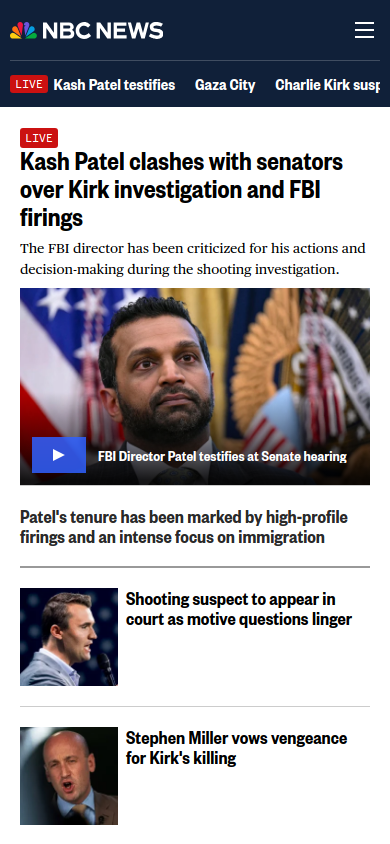 NBC NEWS
LIVE Kash Patel testifies Gaza City Charlie Kirk susp
LIVE
Kash Patel clashes with senators
over Kirk investigation and FBI
firings
The FBI director has been criticized for his actions and
decision-making during the shooting investigation.
FBI Director Patel testifies at Senate hearing
Patel's tenure has been marked by high-profile
firings and an intense focus on immigration
Shooting suspect to appear in
court as motive questions linger
Stephen Miller vows vengeance
for Kirk's killing